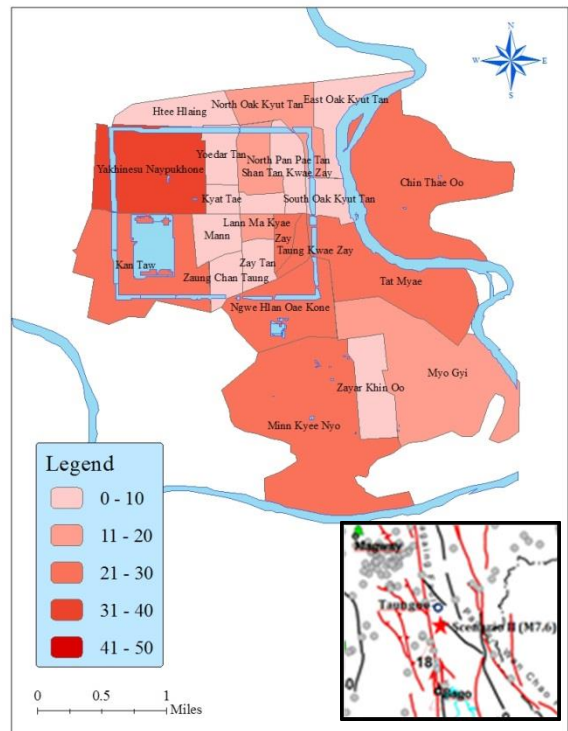 N
W
E
S
Htee Hlaing
North Oak Kyut Tan
East Oak Kyut Tan
Yakhinesu Naypukhone
Yoedar Tan
North Pan Pae Tan
Shan Tan Kwae Zay
Chin Thae Oo
Kyat Tae
South Oak Kyut Tan
Lann Ma Kyae
Mann
Zay
Taung Kwae Zay
Kan Taw
Zay Tan
Zaung Chan Taung
Tat Myae
Ngwe Hlan Oae Kone
Zayar Khin Oo
Myo Gyi
Minn Kyee Nyo
Legend
0 - 10
11 - 20
21 - 30
31 - 40
41 - 50
0
0.5
1
Miles
Magway
Taungoo
Scenario II (M7.6)
18
Bago